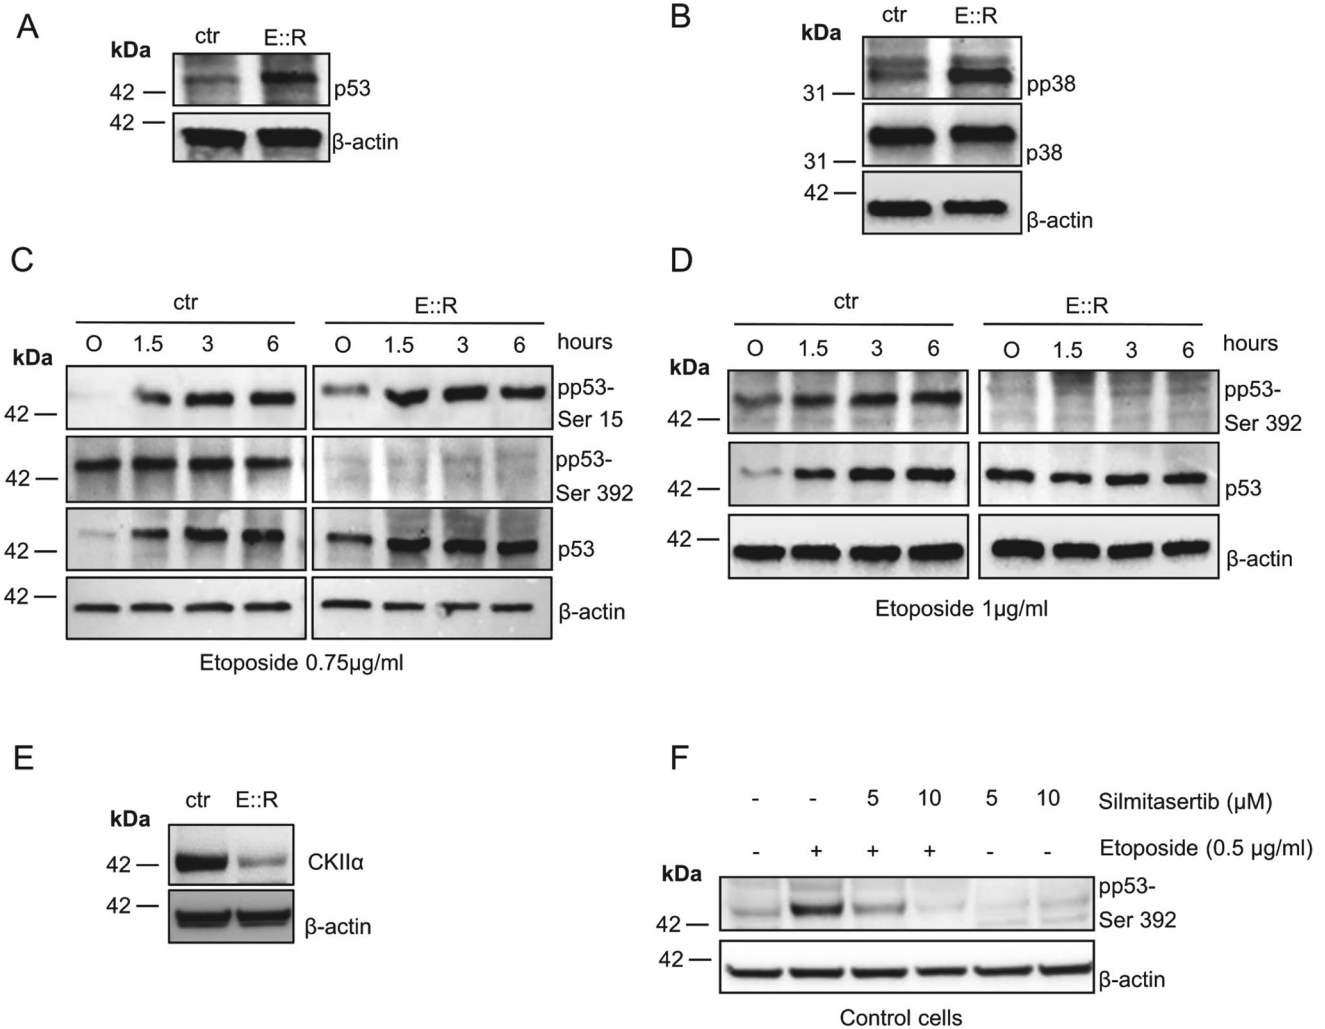 A
ctr E::R
kDa
42 p53
42 β-actin
B
ctr E::R
kDa
31 pp38
31 p38
42 β-actin
C
ctr E::R
O 1.5 3 6 O 1.5 3 6 hours
kDa
42 pp53-
Ser 15
42 pp53-
Ser 392
42 p53
42 β-actin
Etoposide 0.75µg/ml
D
ctr E::R
O 1.5 3 6 O 1.5 3 6 hours
kDa
42 pp53-
Ser 392
42 p53
42 β-actin
Etoposide 1µg/ml
E
ctr E::R
kDa
42 CKIIα
42 β-actin
F
- - 5 10 5 10 Silmitasertib (µM)
- + + + - - Etoposide (0.5 µg/ml)
kDa
42 pp53-
Ser 392
42 β-actin
Control cells